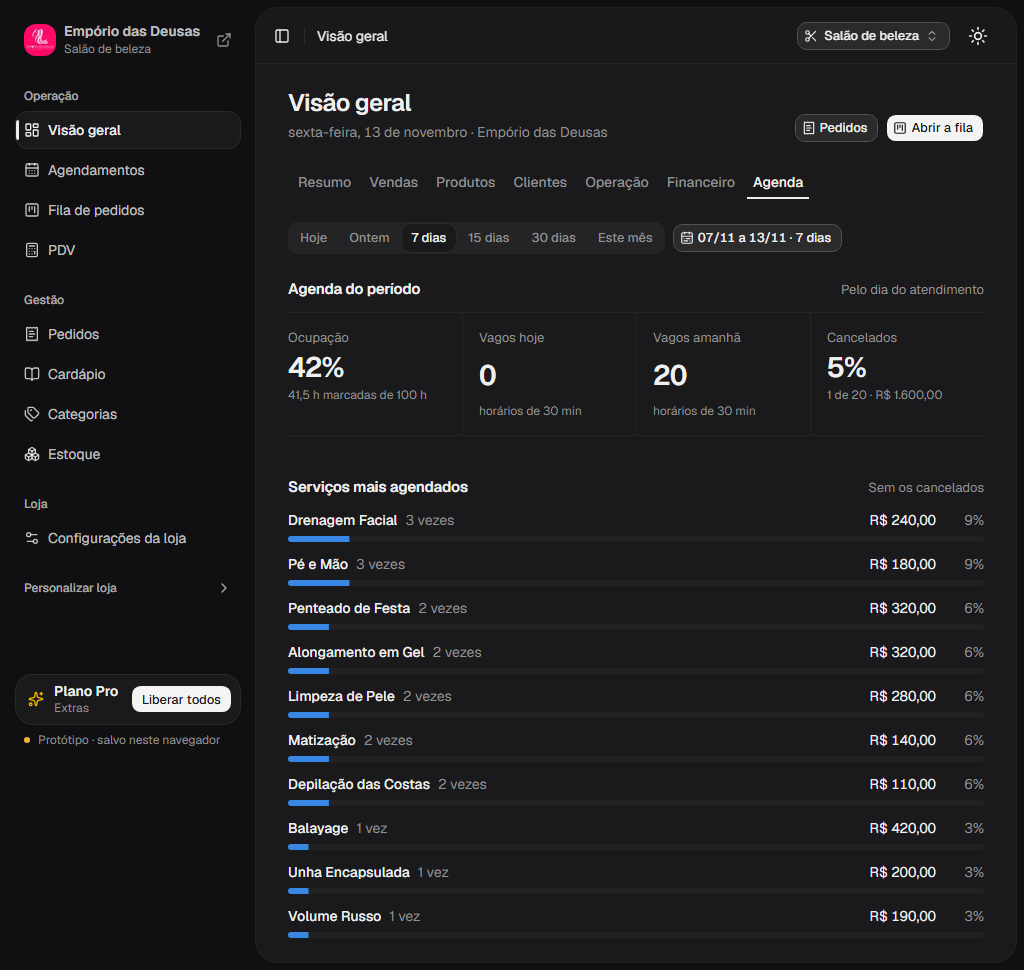 Empório das Deusas
Salão de beleza
Operação
Visão geral
Agendamentos
Fila de pedidos
PDV
Gestão
Pedidos
Cardápio
Categorias
Estoque
Loja
Configurações da loja
Personalizar loja
Plano Pro
Extras
Liberar todos
Protótipo · salvo neste navegador
Visão geral
Salão de beleza
Visão geral
sexta-feira, 13 de novembro · Empório das Deusas
Pedidos
Abrir a fila
Resumo Vendas Produtos Clientes Operação Financeiro Agenda
Hoje Ontem 7 dias 15 dias 30 dias Este mês 07/11 a 13/11 · 7 dias
Agenda do período Pelo dia do atendimento
Ocupação
42%
41,5 h marcadas de 100 h
Vagos hoje
0
horários de 30 min
Vagos amanhã
20
horários de 30 min
Cancelados
5%
1 de 20 · R$ 1.600,00
Serviços mais agendados Sem os cancelados
Drenagem Facial 3 vezes R$ 240,00 9%
Pé e Mão 3 vezes R$ 180,00 9%
Penteado de Festa 2 vezes R$ 320,00 6%
Alongamento em Gel 2 vezes R$ 320,00 6%
Limpeza de Pele 2 vezes R$ 280,00 6%
Matização 2 vezes R$ 140,00 6%
Depilação das Costas 2 vezes R$ 110,00 6%
Balayage 1 vez R$ 420,00 3%
Unha Encapsulada 1 vez R$ 200,00 3%
Volume Russo 1 vez R$ 190,00 3%